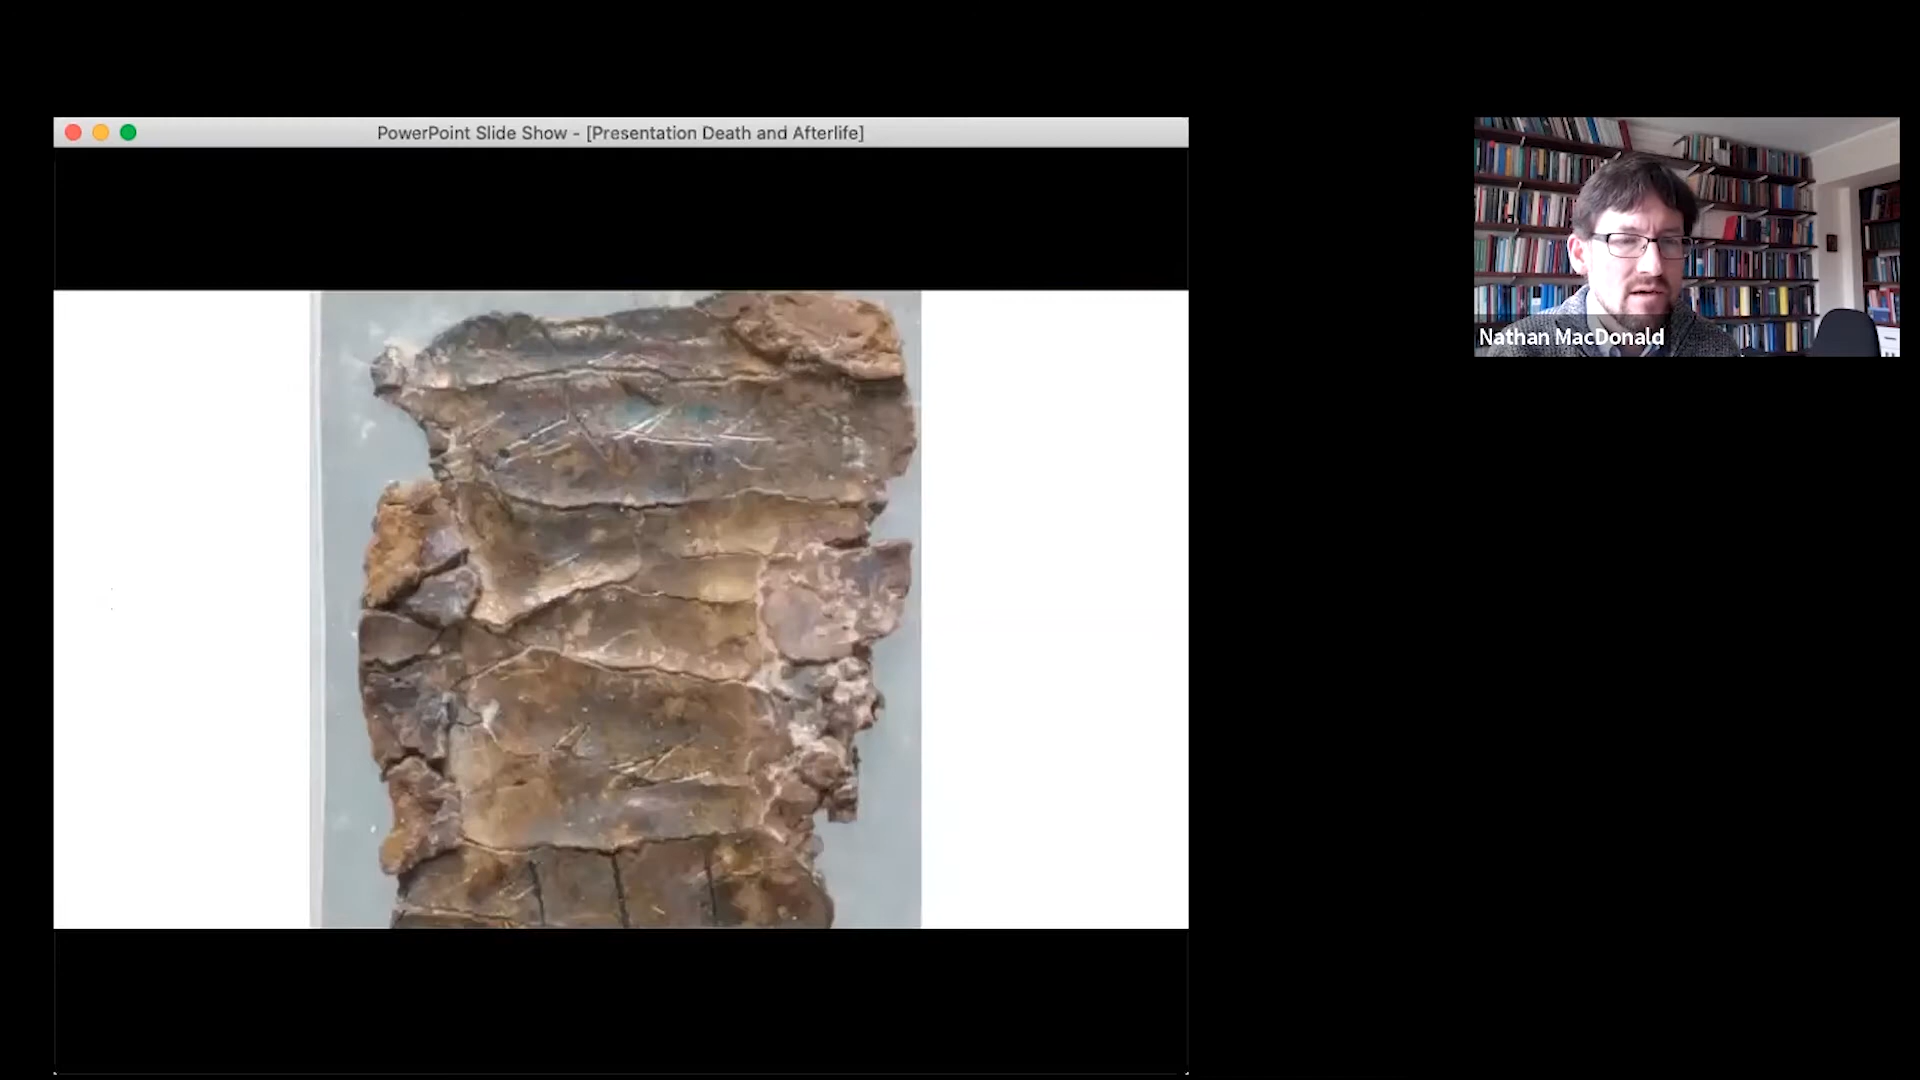 PowerPoint Slide Show - [Presentation Death and Afterlife]
Nathan MacDonald